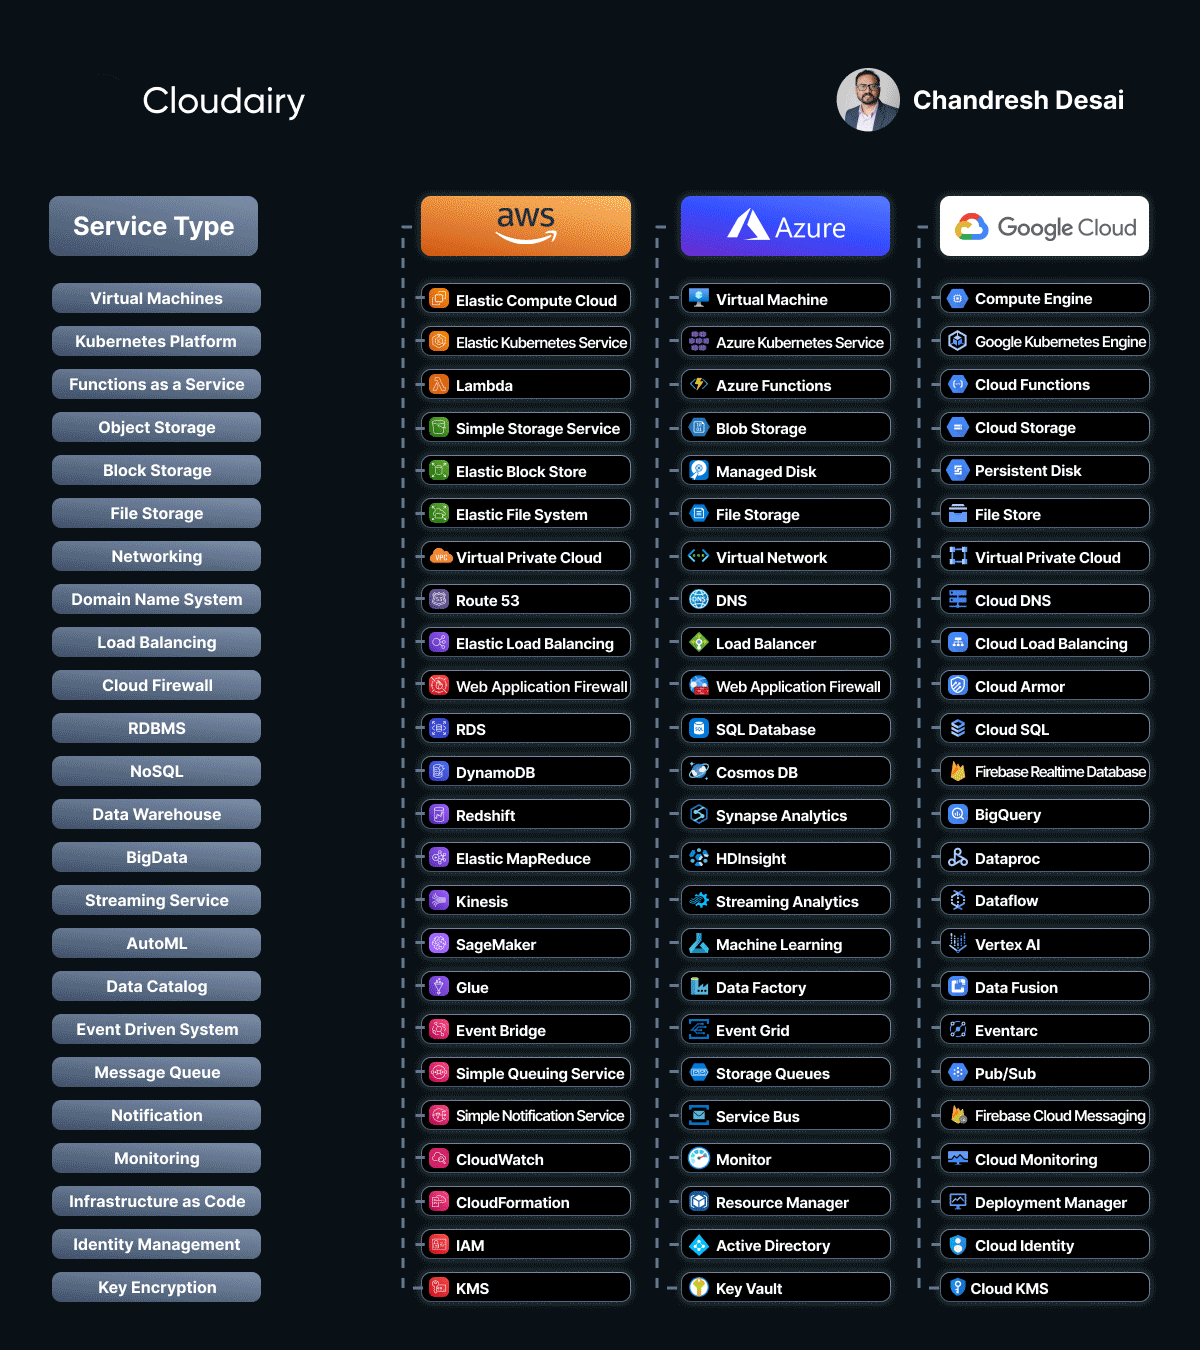 Cloudairy
Chandresh Desai
Service Type
aws
Azure
Google Cloud
Virtual Machines
Elastic Compute Cloud
Virtual Machine
Compute Engine
Kubernetes Platform
Elastic Kubernetes Service
Azure Kubernetes Service
Google Kubernetes Engine
Functions as a Service
Lambda
Azure Functions
Cloud Functions
Object Storage
Simple Storage Service
Blob Storage
Cloud Storage
Block Storage
Elastic Block Store
Managed Disk
Persistent Disk
File Storage
Elastic File System
File Storage
File Store
Networking
VPC
Virtual Private Cloud
Virtual Network
Virtual Private Cloud
Domain Name System
Route 53
DNS
DNS
Cloud DNS
Load Balancing
Elastic Load Balancing
Load Balancer
Cloud Load Balancing
Cloud Firewall
Web Application Firewall
Web Application Firewall
Cloud Armor
RDBMS
RDS
SQL Database
Cloud SQL
NoSQL
DynamoDB
Cosmos DB
Firebase Realtime Database
Data Warehouse
Redshift
Synapse Analytics
BigQuery
BigData
Elastic MapReduce
HDInsight
Dataproc
Streaming Service
Kinesis
Streaming Analytics
Dataflow
AutoML
SageMaker
Machine Learning
Vertex AI
Data Catalog
Glue
Data Factory
Data Fusion
Event Driven System
Event Bridge
Event Grid
Eventarc
Message Queue
Simple Queuing Service
Storage Queues
Pub/Sub
Notification
Simple Notification Service
Service Bus
Firebase Cloud Messaging
Monitoring
CloudWatch
Monitor
Cloud Monitoring
Infrastructure as Code
CloudFormation
Resource Manager
Deployment Manager
Identity Management
IAM
Active Directory
Cloud Identity
Key Encryption
KMS
Key Vault
Cloud KMS